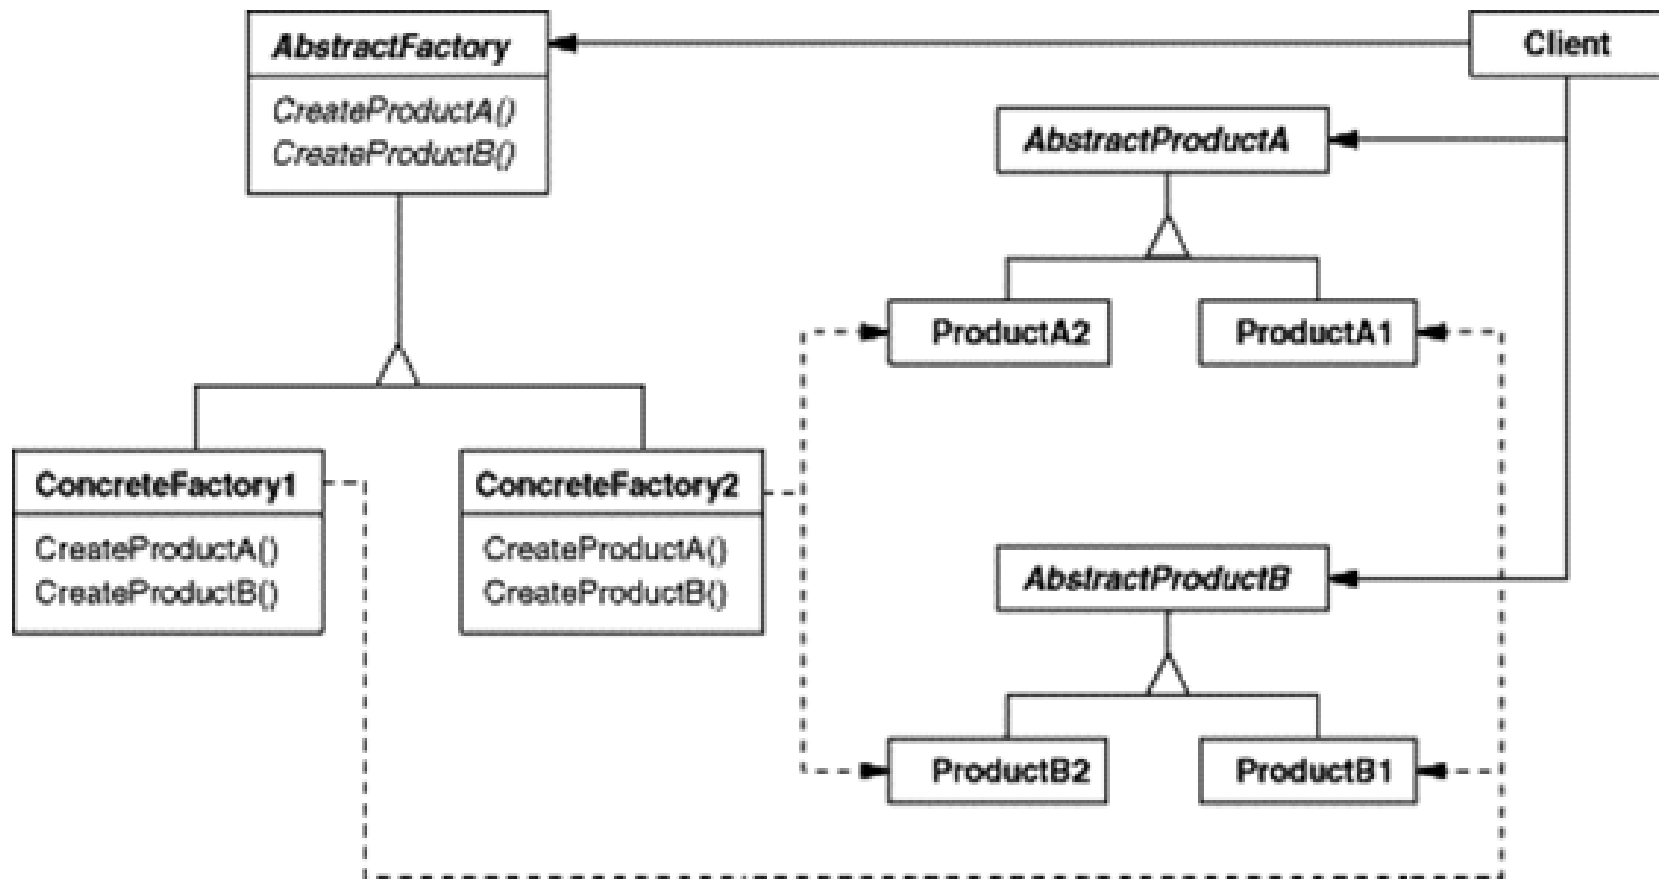 AbstractFactory
CreateProductA()
CreateProductB()
Client
AbstractProductA
ProductA2
ProductA1
ConcreteFactory1
CreateProductA()
CreateProductB()
ConcreteFactory2
CreateProductA()
CreateProductB()
AbstractProductB
ProductB2
ProductB1